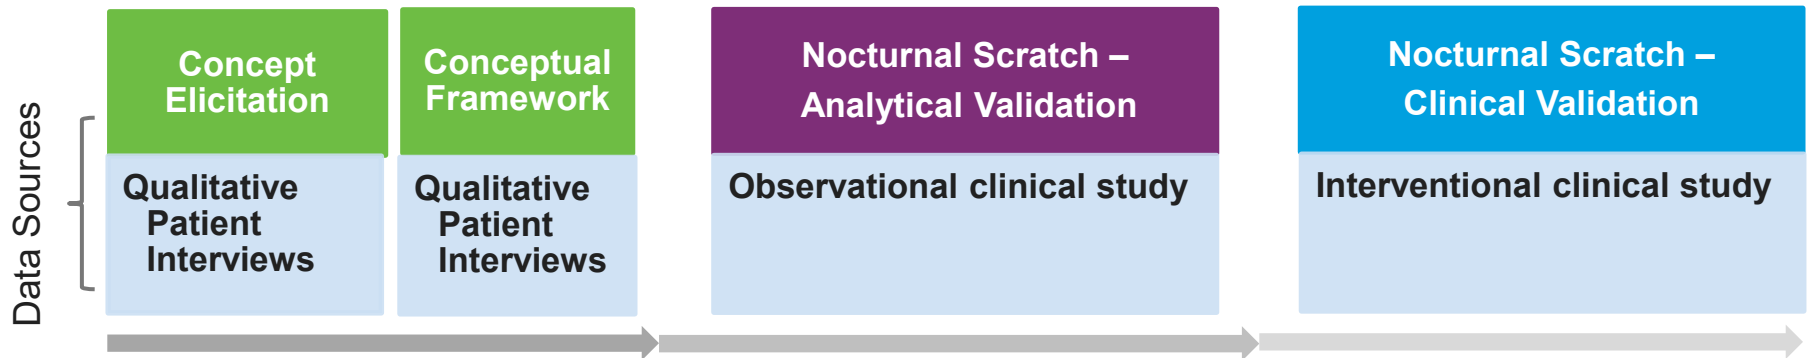 Data Sources
Concept
Elicitation
Qualitative
Patient
Interviews
Conceptual
Framework
Qualitative
Patient
Interviews
Nocturnal Scratch –
Analytical Validation
Observational clinical study
Nocturnal Scratch –
Clinical Validation
Interventional clinical study